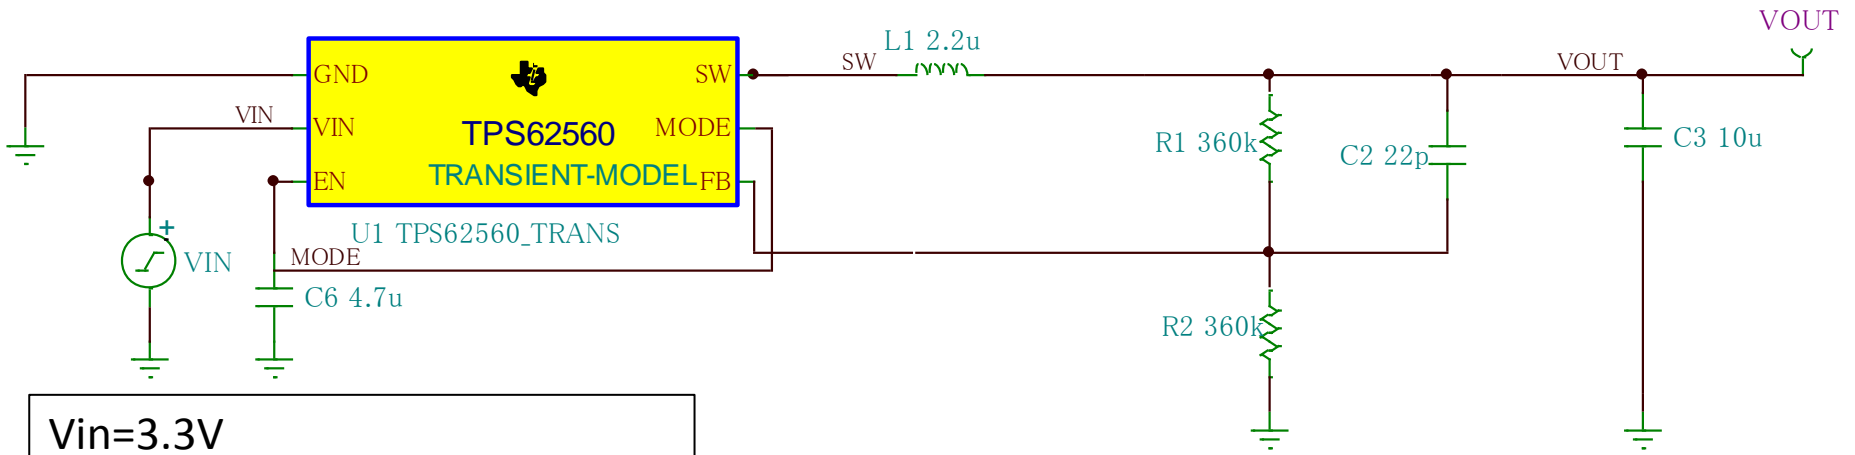 VOUT
L1 2.2u
SW
VOUT
GND
SW
VIN
VIN
TPS62560
MODE
R1 360k
C2 22p
C3 10u
EN
TRANSIENT-MODEL
FB
U1 TPS62560_TRANS
+
VIN
MODE
C6 4.7u
R2 360k
Vin=3.3V